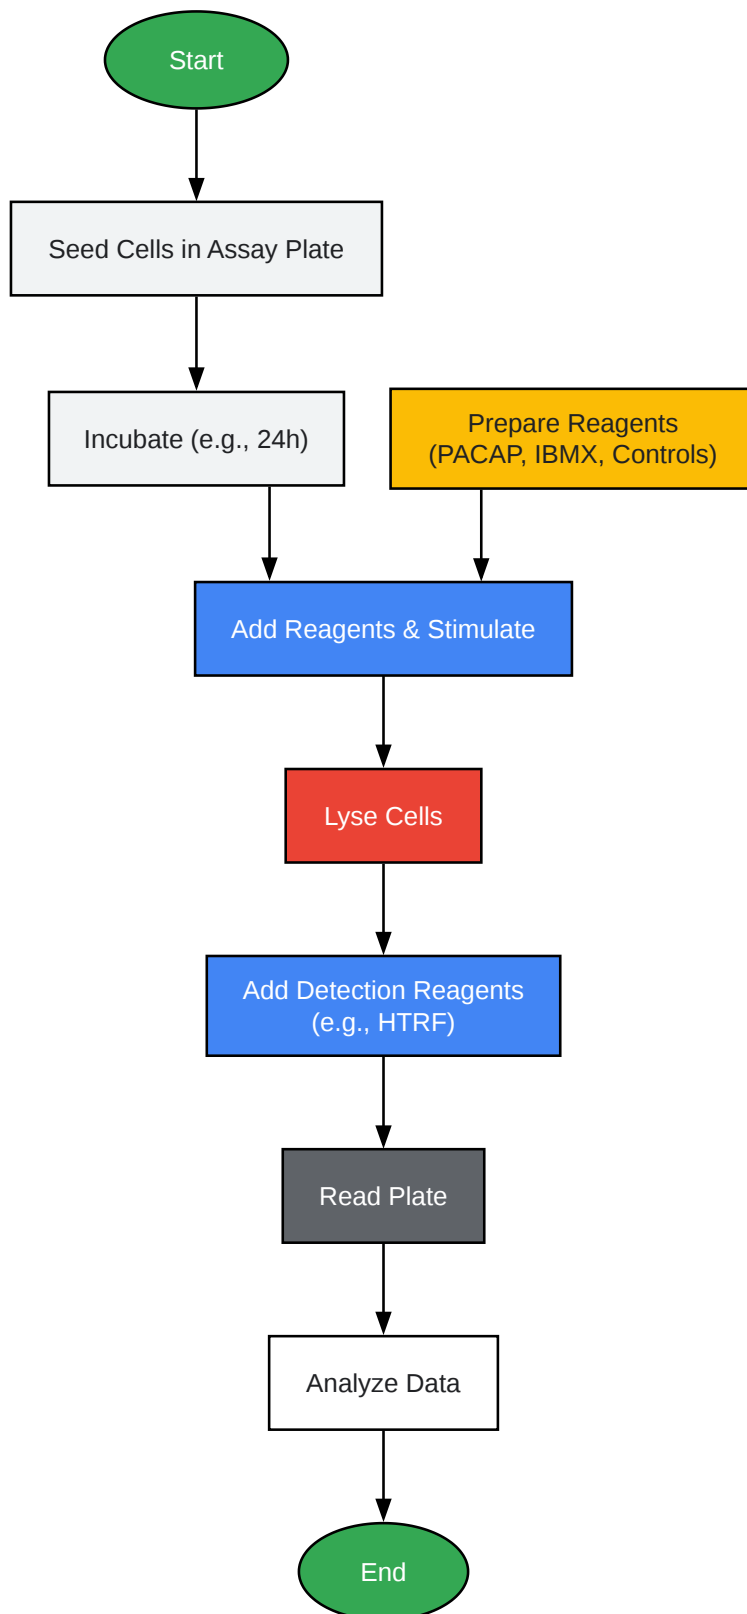 Start
Seed Cells in Assay Plate
Incubate (e.g., 24h)
Prepare Reagents
(PACAP, IBMX, Controls)
Add Reagents & Stimulate
Lyse Cells
Add Detection Reagents
(e.g., HTRF)
Read Plate
Analyze Data
End